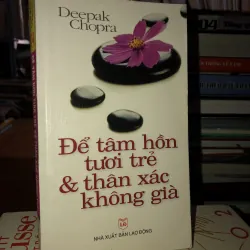 Deepak
Chopra
Để tâm hồn
tươi trẻ
& thân xác
không già
NHÀ XUẤT BẢN LAO ĐỘNG